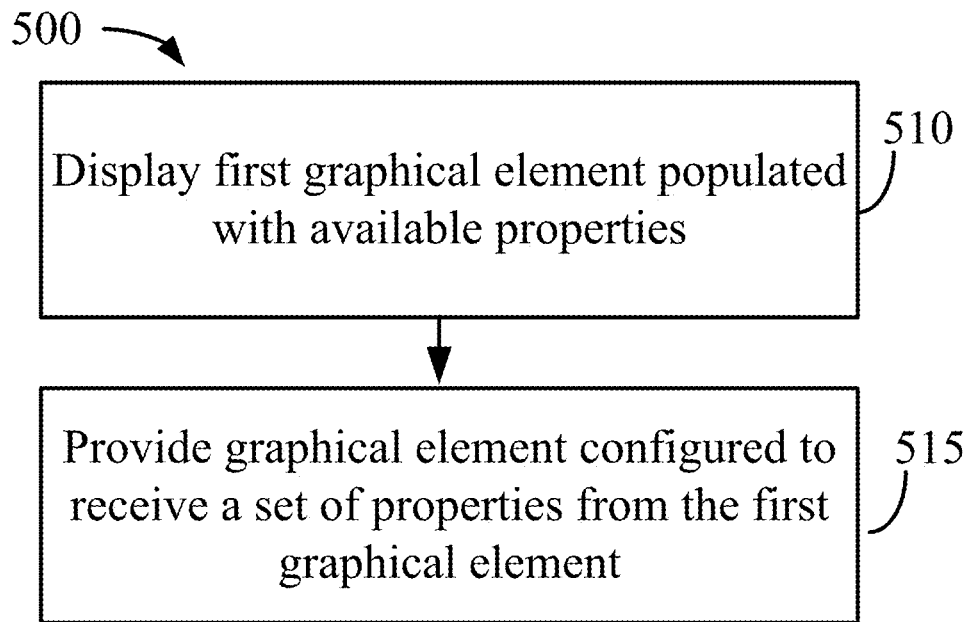 500
510
Display first graphical element populated
with available properties
515
Provide graphical element configured to
receive a set of properties from the first
graphical element